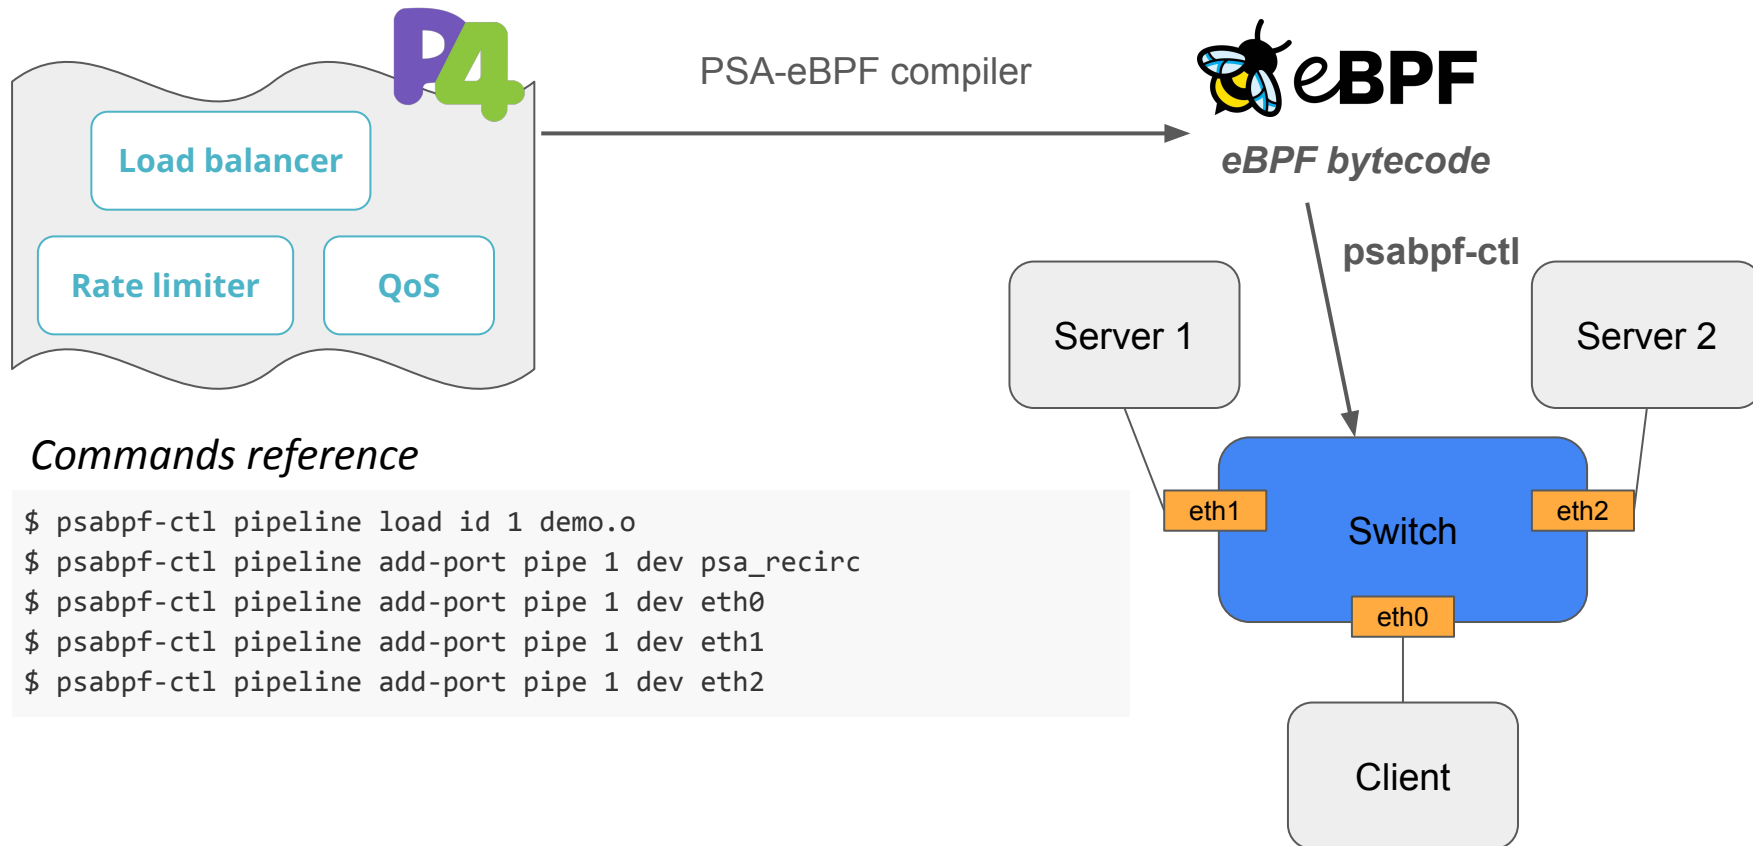 P4
PSA-eBPF compiler
eBPF
eBPF bytecode
Load balancer
Rate limiter
QoS
psabpf-ctl
Server 1
Server 2
Commands reference
$ psabpf-ctl pipeline load id 1 demo.o
$ psabpf-ctl pipeline add-port pipe 1 dev psa_recirc
$ psabpf-ctl pipeline add-port pipe 1 dev eth0
$ psabpf-ctl pipeline add-port pipe 1 dev eth1
$ psabpf-ctl pipeline add-port pipe 1 dev eth2
eth1
Switch
eth2
eth0
Client